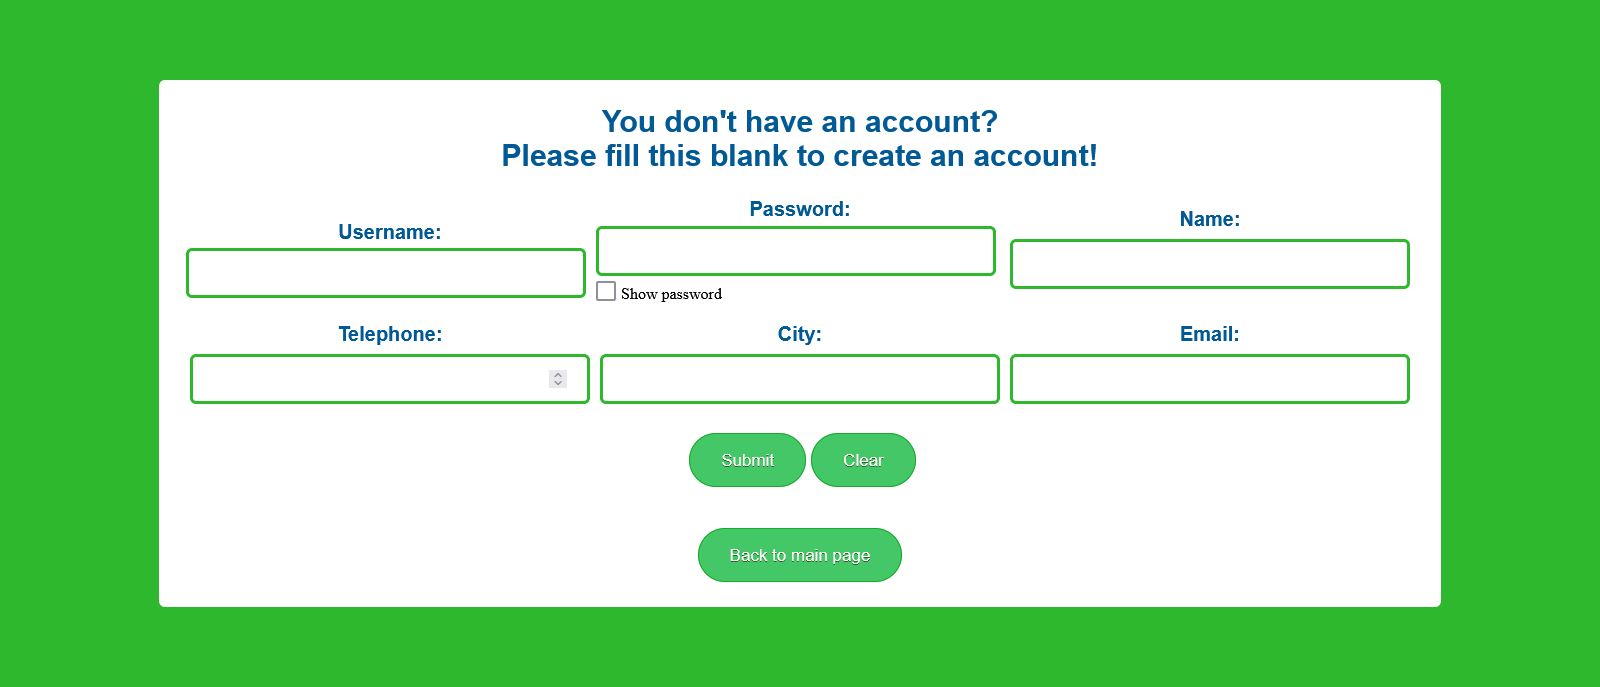 You don't have an account?
Please fill this blank to create an account!
Username:
Password:
Show password
Name:
Telephone:
City:
Email:
Submit
Clear
Back to main page